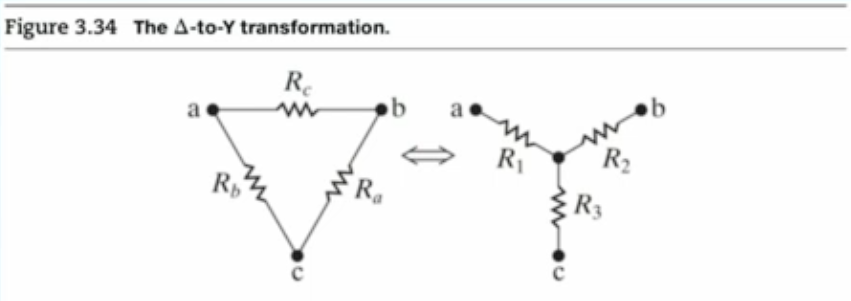 Figure 3.34 The Δ-to-Y transformation.
R_c
a b a b
R_b R_a R_1 R_2
R_3
c c